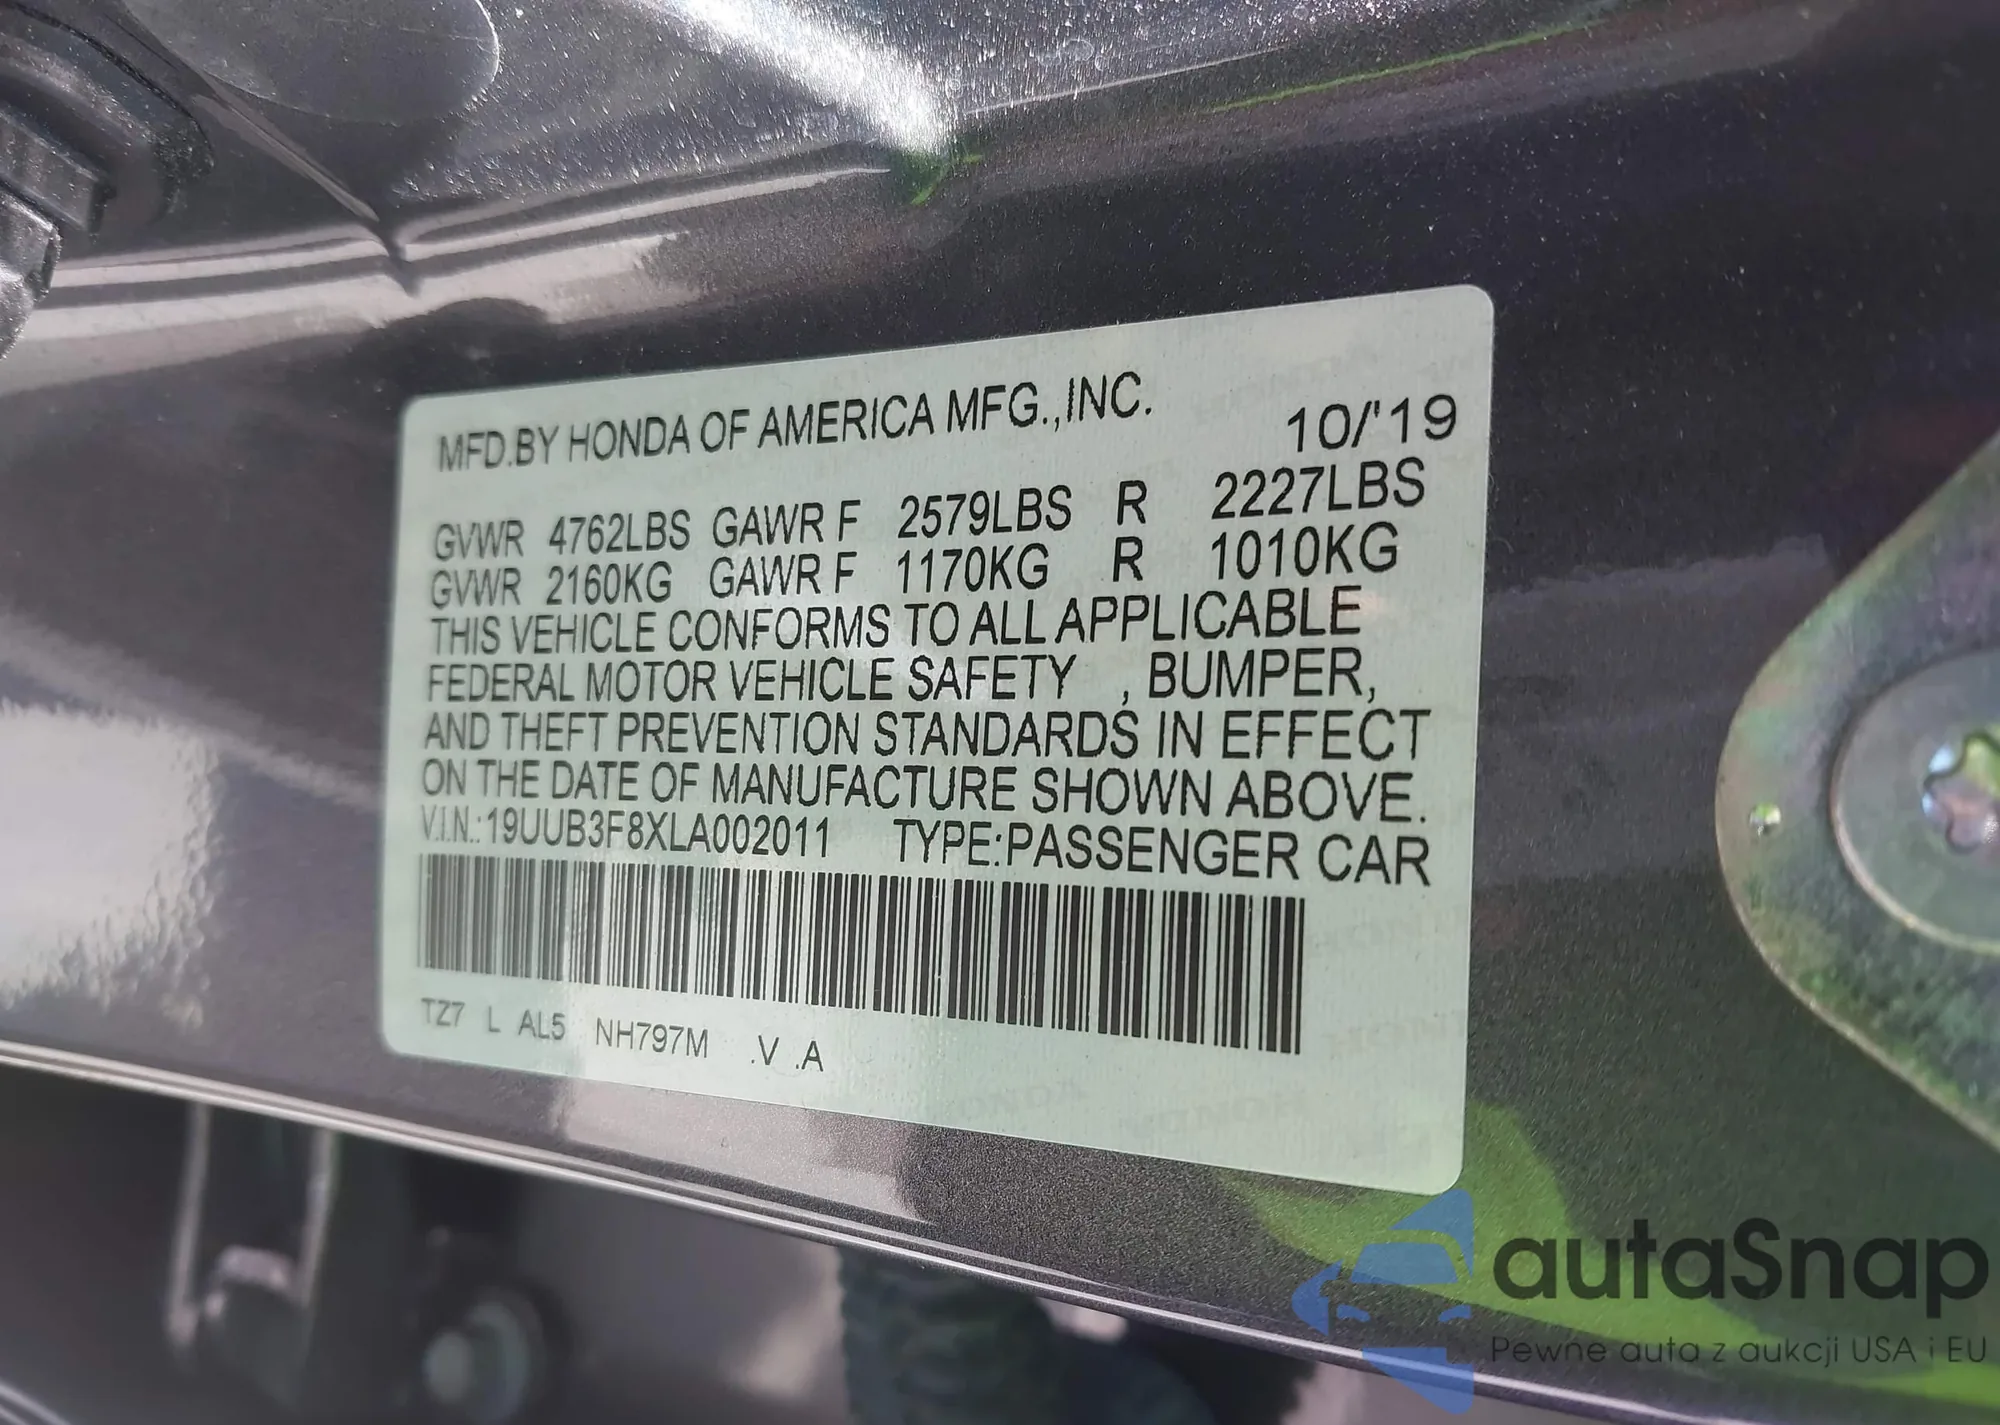 MFD.BY HONDA OF AMERICA MFG.,INC. 10/'19
GVWR 4762LBS GAWR F 2579LBS R 2227LBS
GVWR 2160KG GAWR F 1170KG R 1010KG
THIS VEHICLE CONFORMS TO ALL APPLICABLE
FEDERAL MOTOR VEHICLE SAFETY , BUMPER,
AND THEFT PREVENTION STANDARDS IN EFFECT
ON THE DATE OF MANUFACTURE SHOWN ABOVE.
V.I.N.:19UUB3F8XLA002011 TYPE:PASSENGER CAR
TZ7 L AL5 NH797M .V .A
autaSnap
Pewne auta z aukcji USA i EU